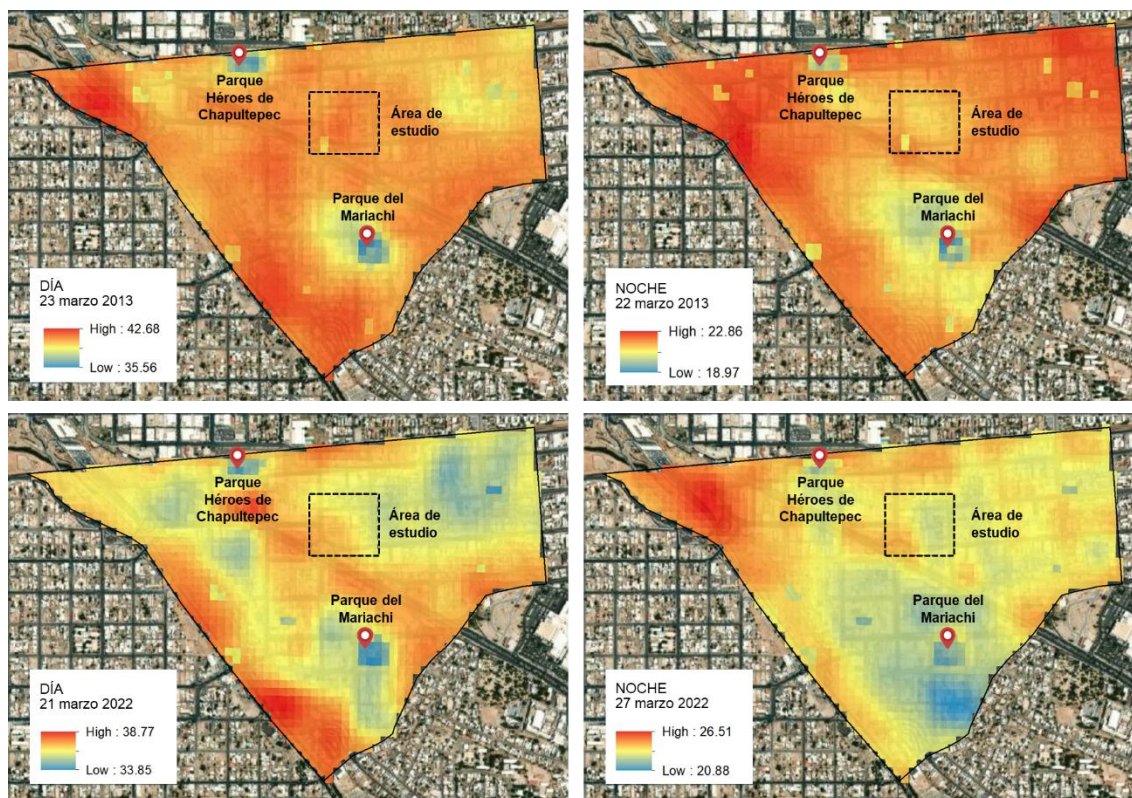 Parque
Héroes de
Chapultepec
Área de
estudio
Parque del
Mariachi
DÍA
23 marzo 2013
High : 42.68
Low : 35.56
Parque
Héroes de
Chapultepec
Área de
estudio
Parque del
Mariachi
NOCHE
22 marzo 2013
High : 22.86
Low : 18.97
Parque
Héroes de
Chapultepec
Área de
estudio
Parque del
Mariachi
DÍA
21 marzo 2022
High : 38.77
Low : 33.85
Parque
Héroes de
Chapultepec
Área de
estudio
Parque del
Mariachi
NOCHE
27 marzo 2022
High : 26.51
Low : 20.88